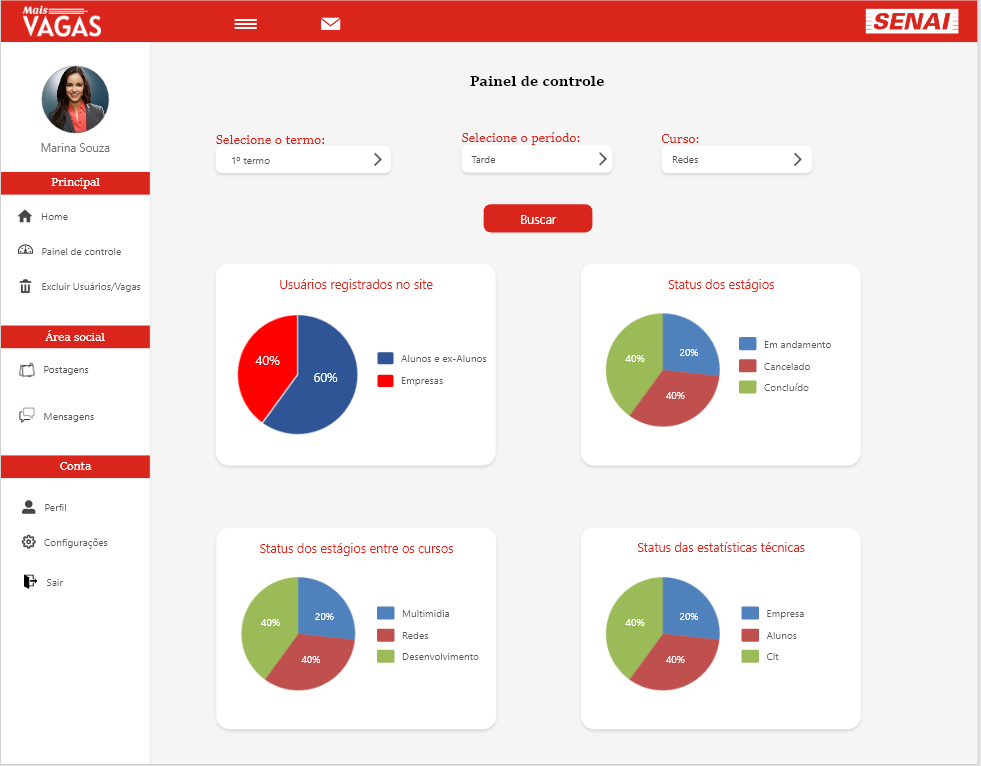 Mais
VAGAS
SENAI
Painel de controle
Marina Souza
Selecione o termo:
1º termo
Selecione o período:
Tarde
Curso:
Redes
Buscar
Principal
Home
Painel de controle
Excluir Usuários/Vagas
Área social
Postagens
Mensagens
Conta
Perfil
Configurações
Sair
Usuários registrados no site
40%
60%
Alunos e ex-Alunos
Empresas
Status dos estágios
40%
20%
40%
Em andamento
Cancelado
Concluído
Status dos estágios entre os cursos
40%
20%
40%
Multimidia
Redes
Desenvolvimento
Status das estatísticas técnicas
40%
20%
40%
Empresa
Alunos
Clt